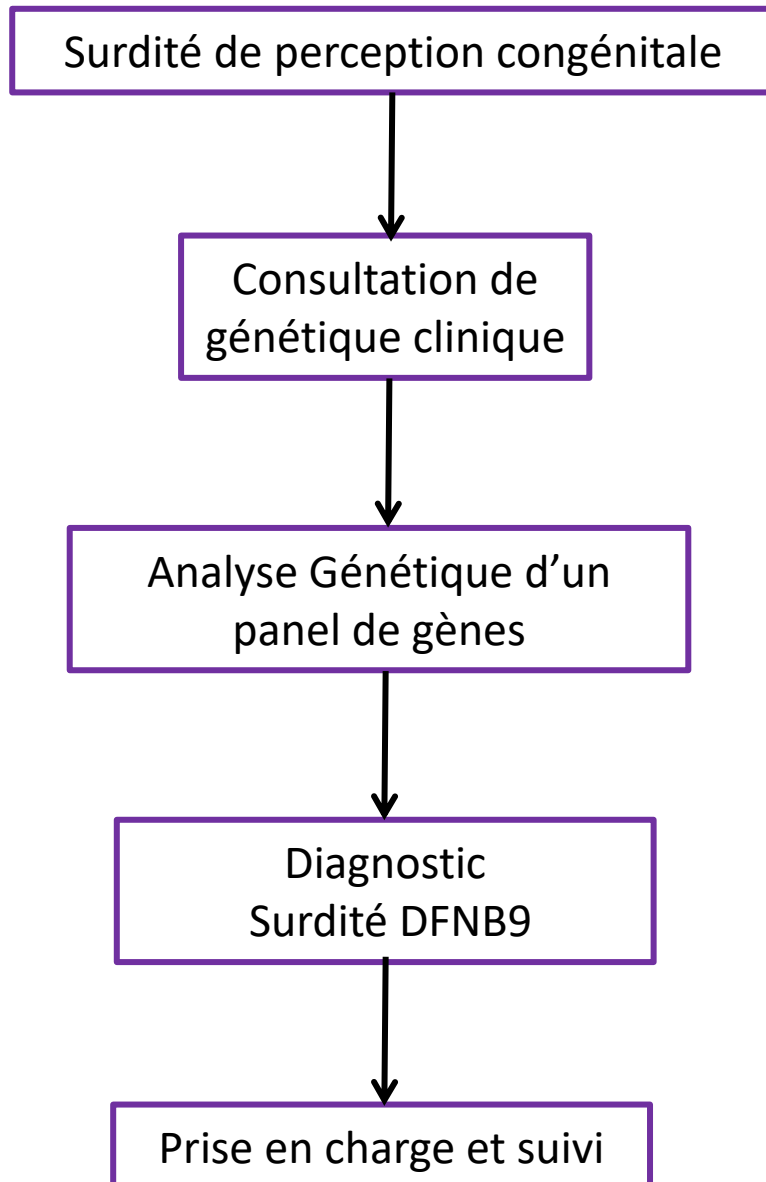 Surdité de perception congénitale
Consultation de
génétique clinique
Analyse Génétique d’un
panel de gènes
Diagnostic
Surdité DFNB9
Prise en charge et suivi